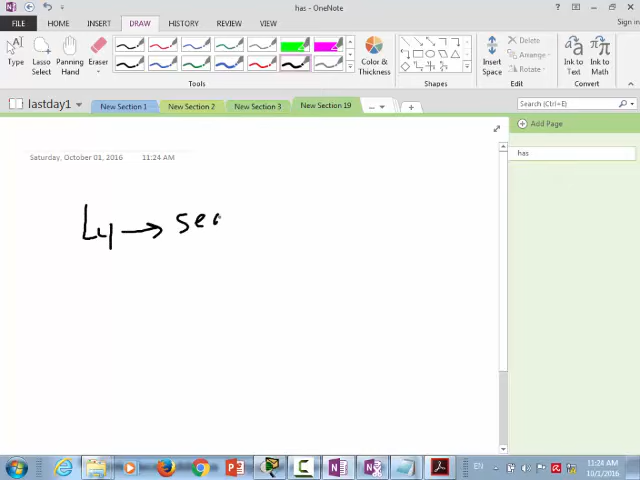 has - OneNote
FILE HOME INSERT DRAW HISTORY REVIEW VIEW
Sign in
Type
Lasso Select
Panning Hand
Eraser
Color & Thickness
Insert Space
Delete
Arrange
Rotate
Ink to Text
Ink to Math
Tools Shapes Edit Convert
lastday1 New Section 1 New Section 2 New Section 3 New Section 19 ... + Search (Ctrl+E)
Add Page
Saturday, October 01, 2016 11:24 AM
has
L4 → sec
EN
11:24 AM
10/1/2016